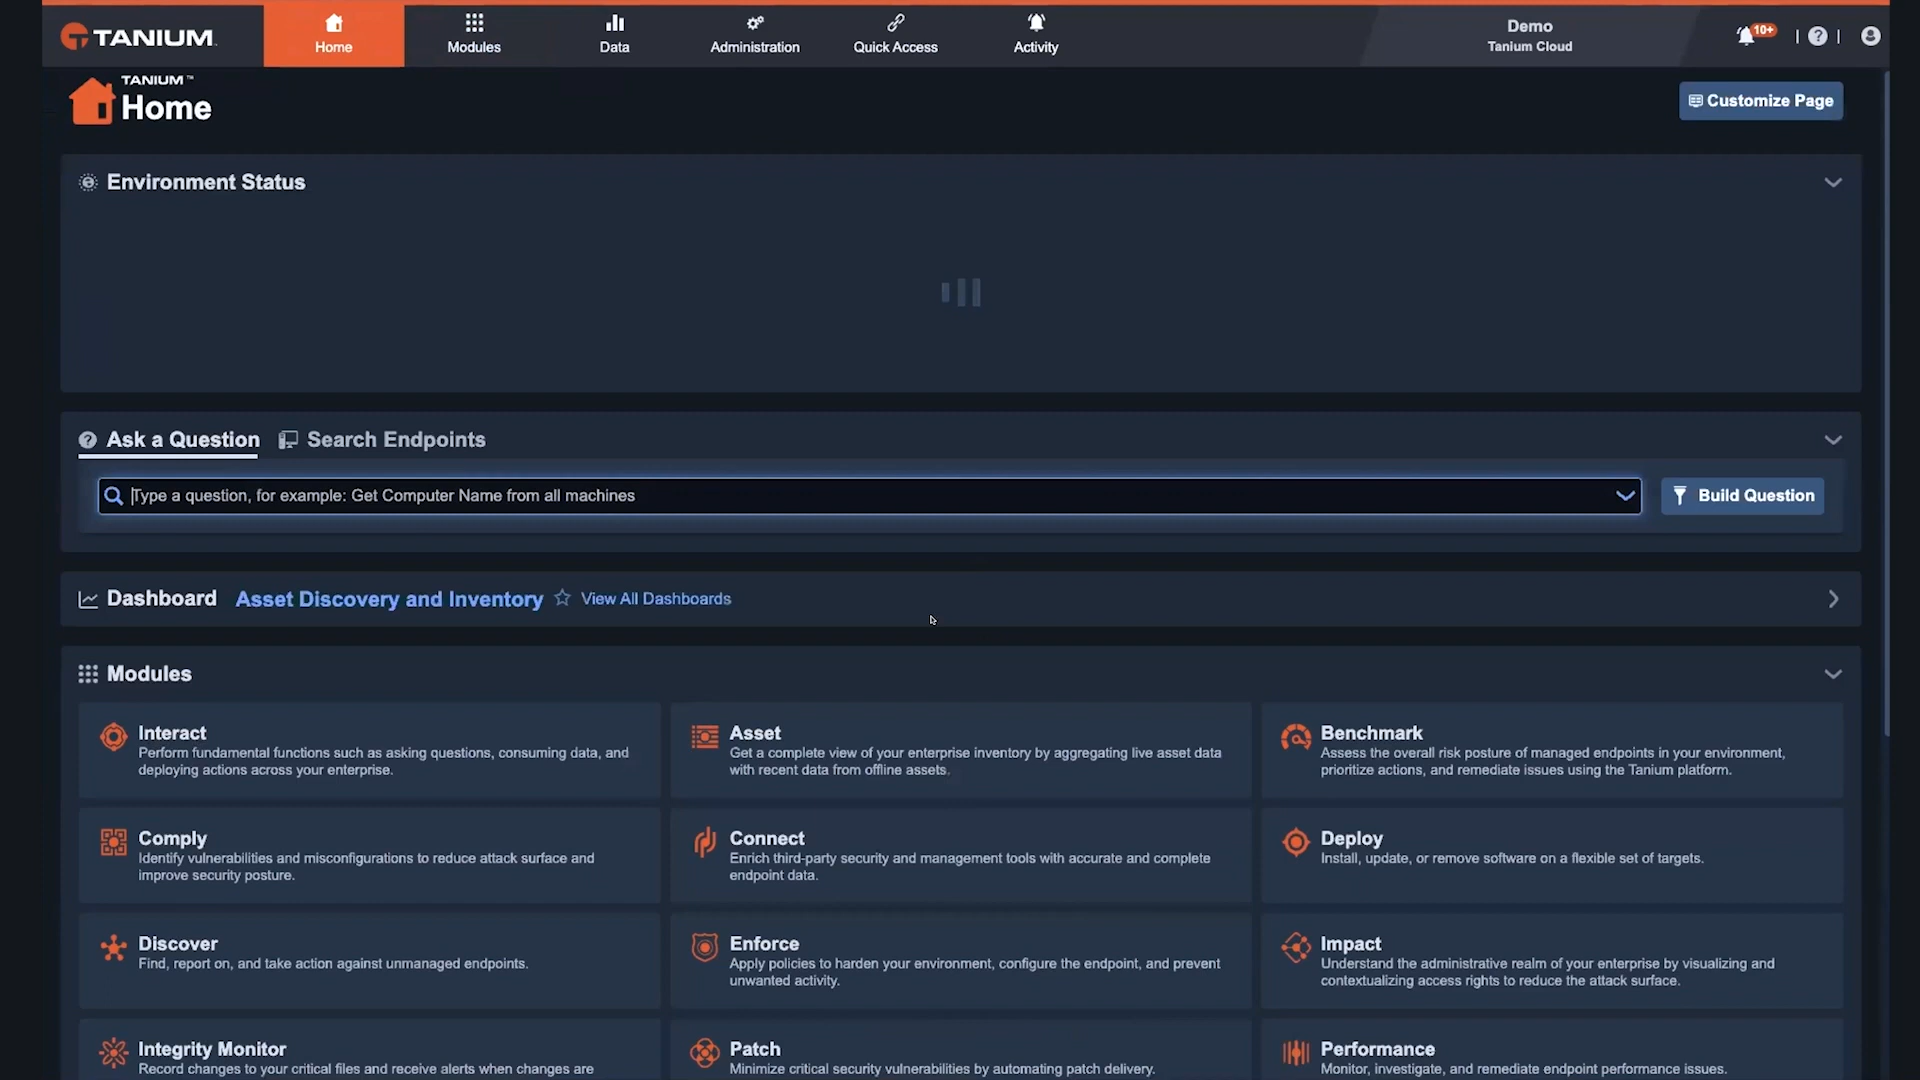 TANIUM
Home
Modules
Data
Administration
Quick Access
Activity
Demo
Tanium Cloud
10+
TANIUM™
Home
Customize Page
Environment Status
Ask a Question
Search Endpoints
Type a question, for example: Get Computer Name from all machines
Build Question
Dashboard
Asset Discovery and Inventory
View All Dashboards
Modules
Interact
Perform fundamental functions such as asking questions, consuming data, and
deploying actions across your enterprise.
Asset
Get a complete view of your enterprise inventory by aggregating live asset data
with recent data from offline assets.
Benchmark
Assess the overall risk posture of managed endpoints in your environment,
prioritize actions, and remediate issues using the Tanium platform.
Comply
Identify vulnerabilities and misconfigurations to reduce attack surface and
improve security posture.
Connect
Enrich third-party security and management tools with accurate and complete
endpoint data.
Deploy
Install, update, or remove software on a flexible set of targets.
Discover
Find, report on, and take action against unmanaged endpoints.
Enforce
Apply policies to harden your environment, configure the endpoint, and prevent
unwanted activity.
Impact
Understand the administrative realm of your enterprise by visualizing and
contextualizing access rights to reduce the attack surface.
Integrity Monitor
Record changes to your critical files and receive alerts when changes are
Patch
Minimize critical security vulnerabilities by automating patch delivery.
Performance
Monitor, investigate, and remediate endpoint performance issues.